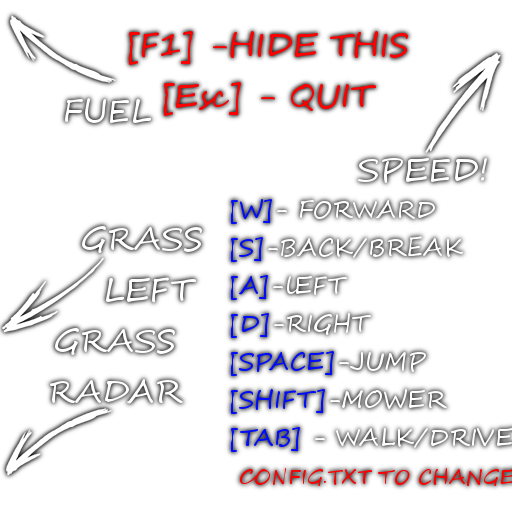 [F1] -HIDE THIS
[Esc] - QUIT
FUEL
SPEED!
[W]- FORWARD
[S]-BACK/BREAK
[A]-LEFT
[D]-RIGHT
[SPACE]-JUMP
[SHIFT]-MOWER
[TAB] - WALK/DRIVE
CONFIG.TXT TO CHANGE
GRASS
LEFT
GRASS
RADAR